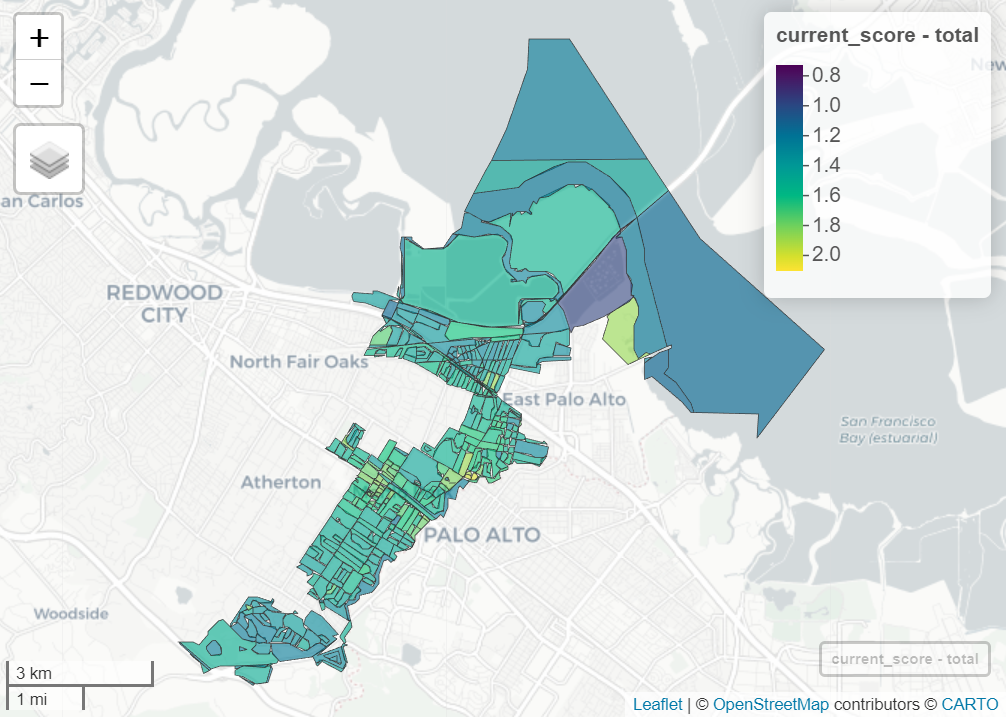 +
−
current_score - total
0.8
1.0
1.2
1.4
1.6
1.8
2.0
New
an Carlos
REDWOOD
CITY
North Fair Oaks
East Palo Alto
San Francisco
Bay (estuarial)
Atherton
PALO ALTO
Woodside
current_score - total
3 km
1 mi
Leaflet | © OpenStreetMap contributors © CARTO